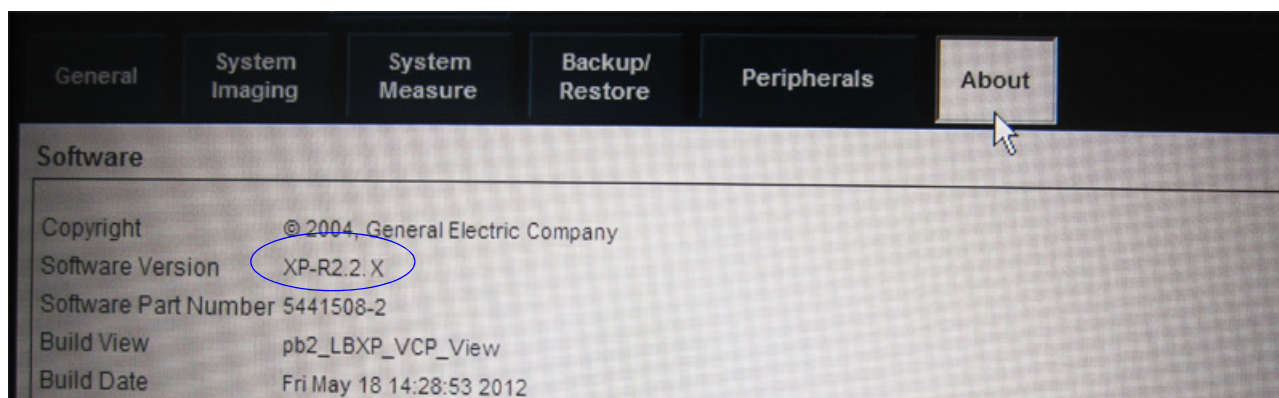 General
System Imaging
System Measure
Backup/ Restore
Peripherals
About
Software
Copyright © 2004, General Electric Company
Software Version XP-R2.2.X
Software Part Number 5441508-2
Build View pb2_LBXP_VCP_View
Build Date Fri May 18 14:28:53 2012